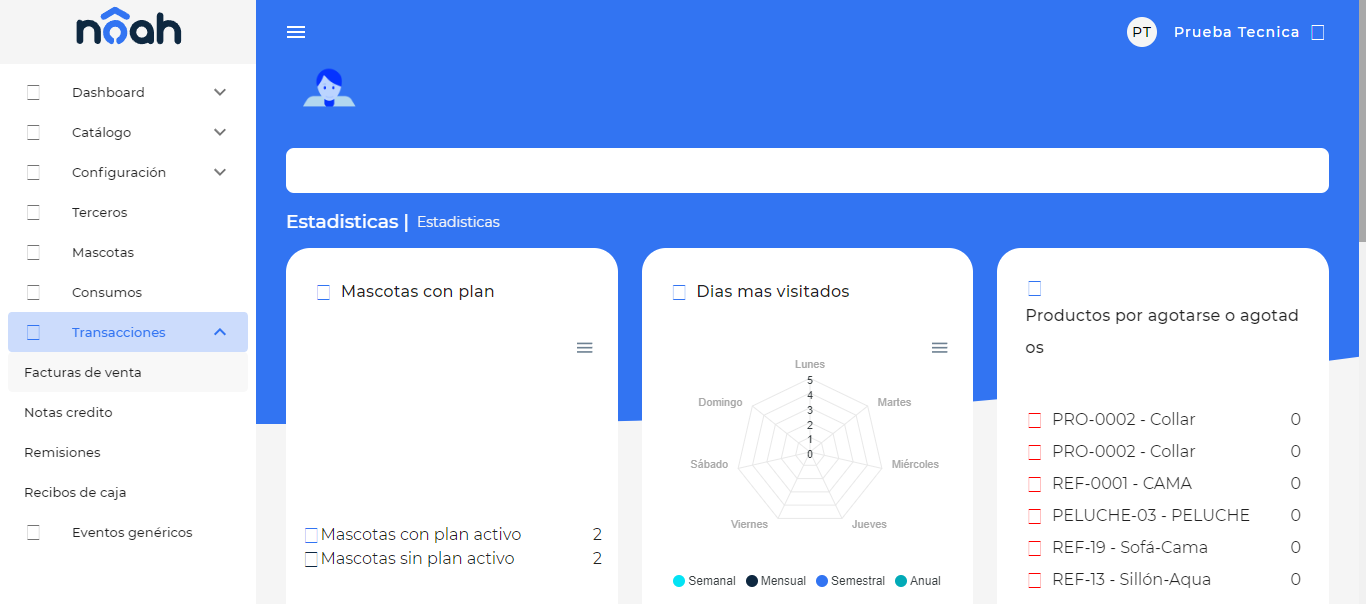 nôah
PT Prueba Tecnica
Dashboard
Catálogo
Configuración
Terceros
Mascotas
Consumos
Transacciones
Facturas de venta
Notas credito
Remisiones
Recibos de caja
Eventos genéricos
Estadisticas | Estadisticas
Mascotas con plan
Mascotas con plan activo 2
Mascotas sin plan activo 2
Dias mas visitados
Lunes
5
4
3
2
1
0
Domingo
Martes
Sábado
Miércoles
Viernes
Jueves
Semanal Mensual Semestral Anual
Productos por agotarse o agotad
os
PRO-0002 - Collar 0
PRO-0002 - Collar 0
REF-0001 - CAMA 0
PELUCHE-03 - PELUCHE 0
REF-19 - Sofá-Cama 0
REF-13 - Sillón-Aqua 0